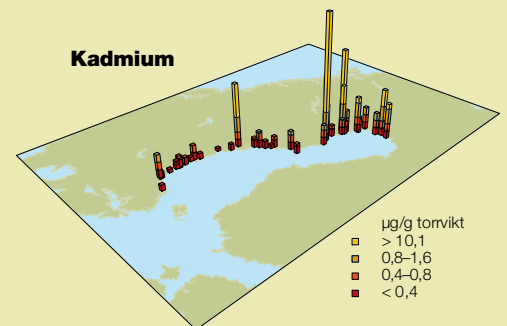 Kadmium
µg/g torrvikt
> 10,1
0,8–1,6
0,4–0,8
< 0,4